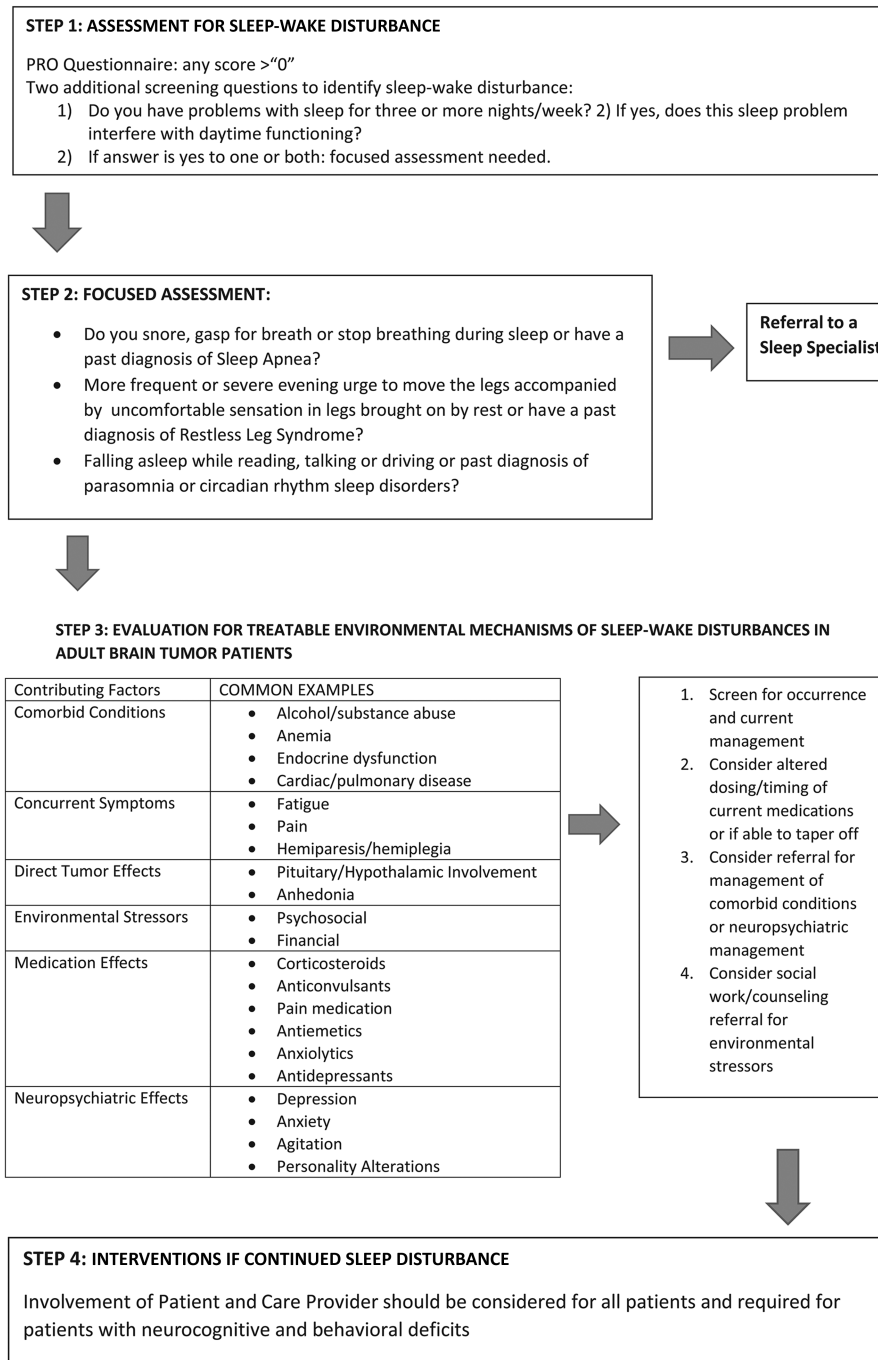 STEP 1: ASSESSMENT FOR SLEEP-WAKE DISTURBANCE
PRO Questionnaire: any score >“0”
Two additional screening questions to identify sleep-wake disturbance:
1) Do you have problems with sleep for three or more nights/week? 2) If yes, does this sleep problem
interfere with daytime functioning?
2) If answer is yes to one or both: focused assessment needed.
STEP 2: FOCUSED ASSESSMENT:
• Do you snore, gasp for breath or stop breathing during sleep or have a
past diagnosis of Sleep Apnea?
• More frequent or severe evening urge to move the legs accompanied
by uncomfortable sensation in legs brought on by rest or have a past
diagnosis of Restless Leg Syndrome?
• Falling asleep while reading, talking or driving or past diagnosis of
parasomnia or circadian rhythm sleep disorders?
Referral to a
Sleep Specialist
STEP 3: EVALUATION FOR TREATABLE ENVIRONMENTAL MECHANISMS OF SLEEP-WAKE DISTURBANCES IN
ADULT BRAIN TUMOR PATIENTS
Contributing Factors COMMON EXAMPLES
Comorbid Conditions • Alcohol/substance abuse
• Anemia
• Endocrine dysfunction
• Cardiac/pulmonary disease
Concurrent Symptoms • Fatigue
• Pain
• Hemiparesis/hemiplegia
Direct Tumor Effects • Pituitary/Hypothalamic Involvement
• Anhedonia
Environmental Stressors • Psychosocial
• Financial
Medication Effects • Corticosteroids
• Anticonvulsants
• Pain medication
• Antiemetics
• Anxiolytics
• Antidepressants
Neuropsychiatric Effects • Depression
• Anxiety
• Agitation
• Personality Alterations
1. Screen for occurrence
and current
management
2. Consider altered
dosing/timing of
current medications
or if able to taper off
3. Consider referral for
management of
comorbid conditions
or neuropsychiatric
management
4. Consider social
work/counseling
referral for
environmental
stressors
STEP 4: INTERVENTIONS IF CONTINUED SLEEP DISTURBANCE
Involvement of Patient and Care Provider should be considered for all patients and required for
patients with neurocognitive and behavioral deficits